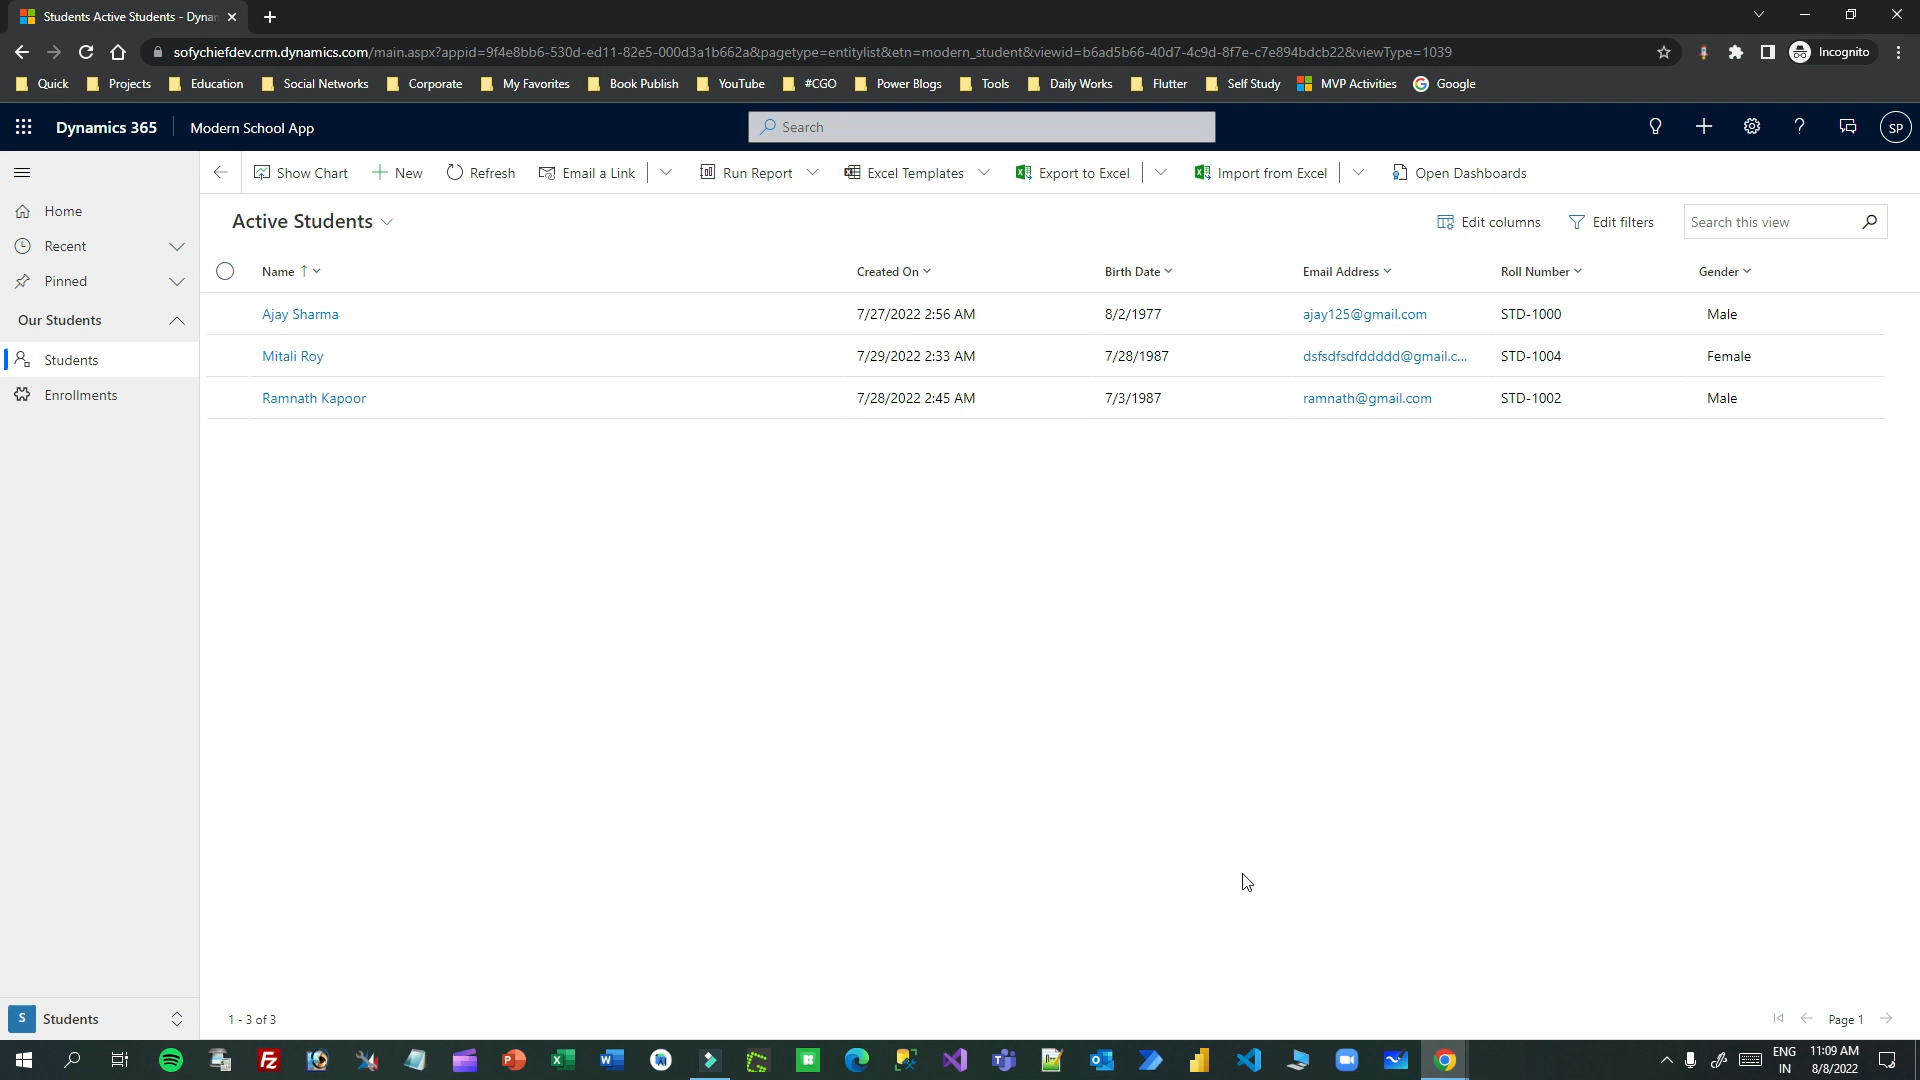 Students Active Students - Dynan
sofychiefdev.crm.dynamics.com/main.aspx?appid=9f4e8bb6-530d-ed11-82e5-000d3a1b662a&pagetype=entitylist&etn=modern_student&viewid=b6ad5b66-40d7-4c9d-8f7e-c7e894bdcb22&viewType=1039
Incognito
Quick Projects Education Social Networks Corporate My Favorites Book Publish YouTube #CGO Power Blogs Tools Daily Works Flutter Self Study MVP Activities Google
Dynamics 365 Modern School App Search SP
Show Chart New Refresh Email a Link Run Report Excel Templates Export to Excel Import from Excel Open Dashboards
Home
Recent
Pinned
Our Students
Students
Enrollments
Active Students Edit columns Edit filters Search this view
Name Created On Birth Date Email Address Roll Number Gender
Ajay Sharma 7/27/2022 2:56 AM 8/2/1977 ajay125@gmail.com STD-1000 Male
Mitali Roy 7/29/2022 2:33 AM 7/28/1987 dsfsdfsdfddddd@gmail.c... STD-1004 Female
Ramnath Kapoor 7/28/2022 2:45 AM 7/3/1987 ramnath@gmail.com STD-1002 Male
S Students 1 - 3 of 3 Page 1
ENG 11:09 AM
IN 8/8/2022